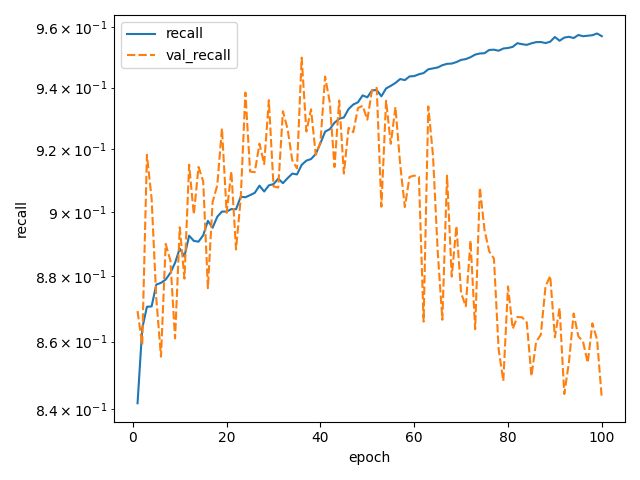 recall
val_recall
9.6 × 10⁻¹
9.4 × 10⁻¹
9.2 × 10⁻¹
9 × 10⁻¹
8.8 × 10⁻¹
8.6 × 10⁻¹
8.4 × 10⁻¹
recall
0 20 40 60 80 100
epoch